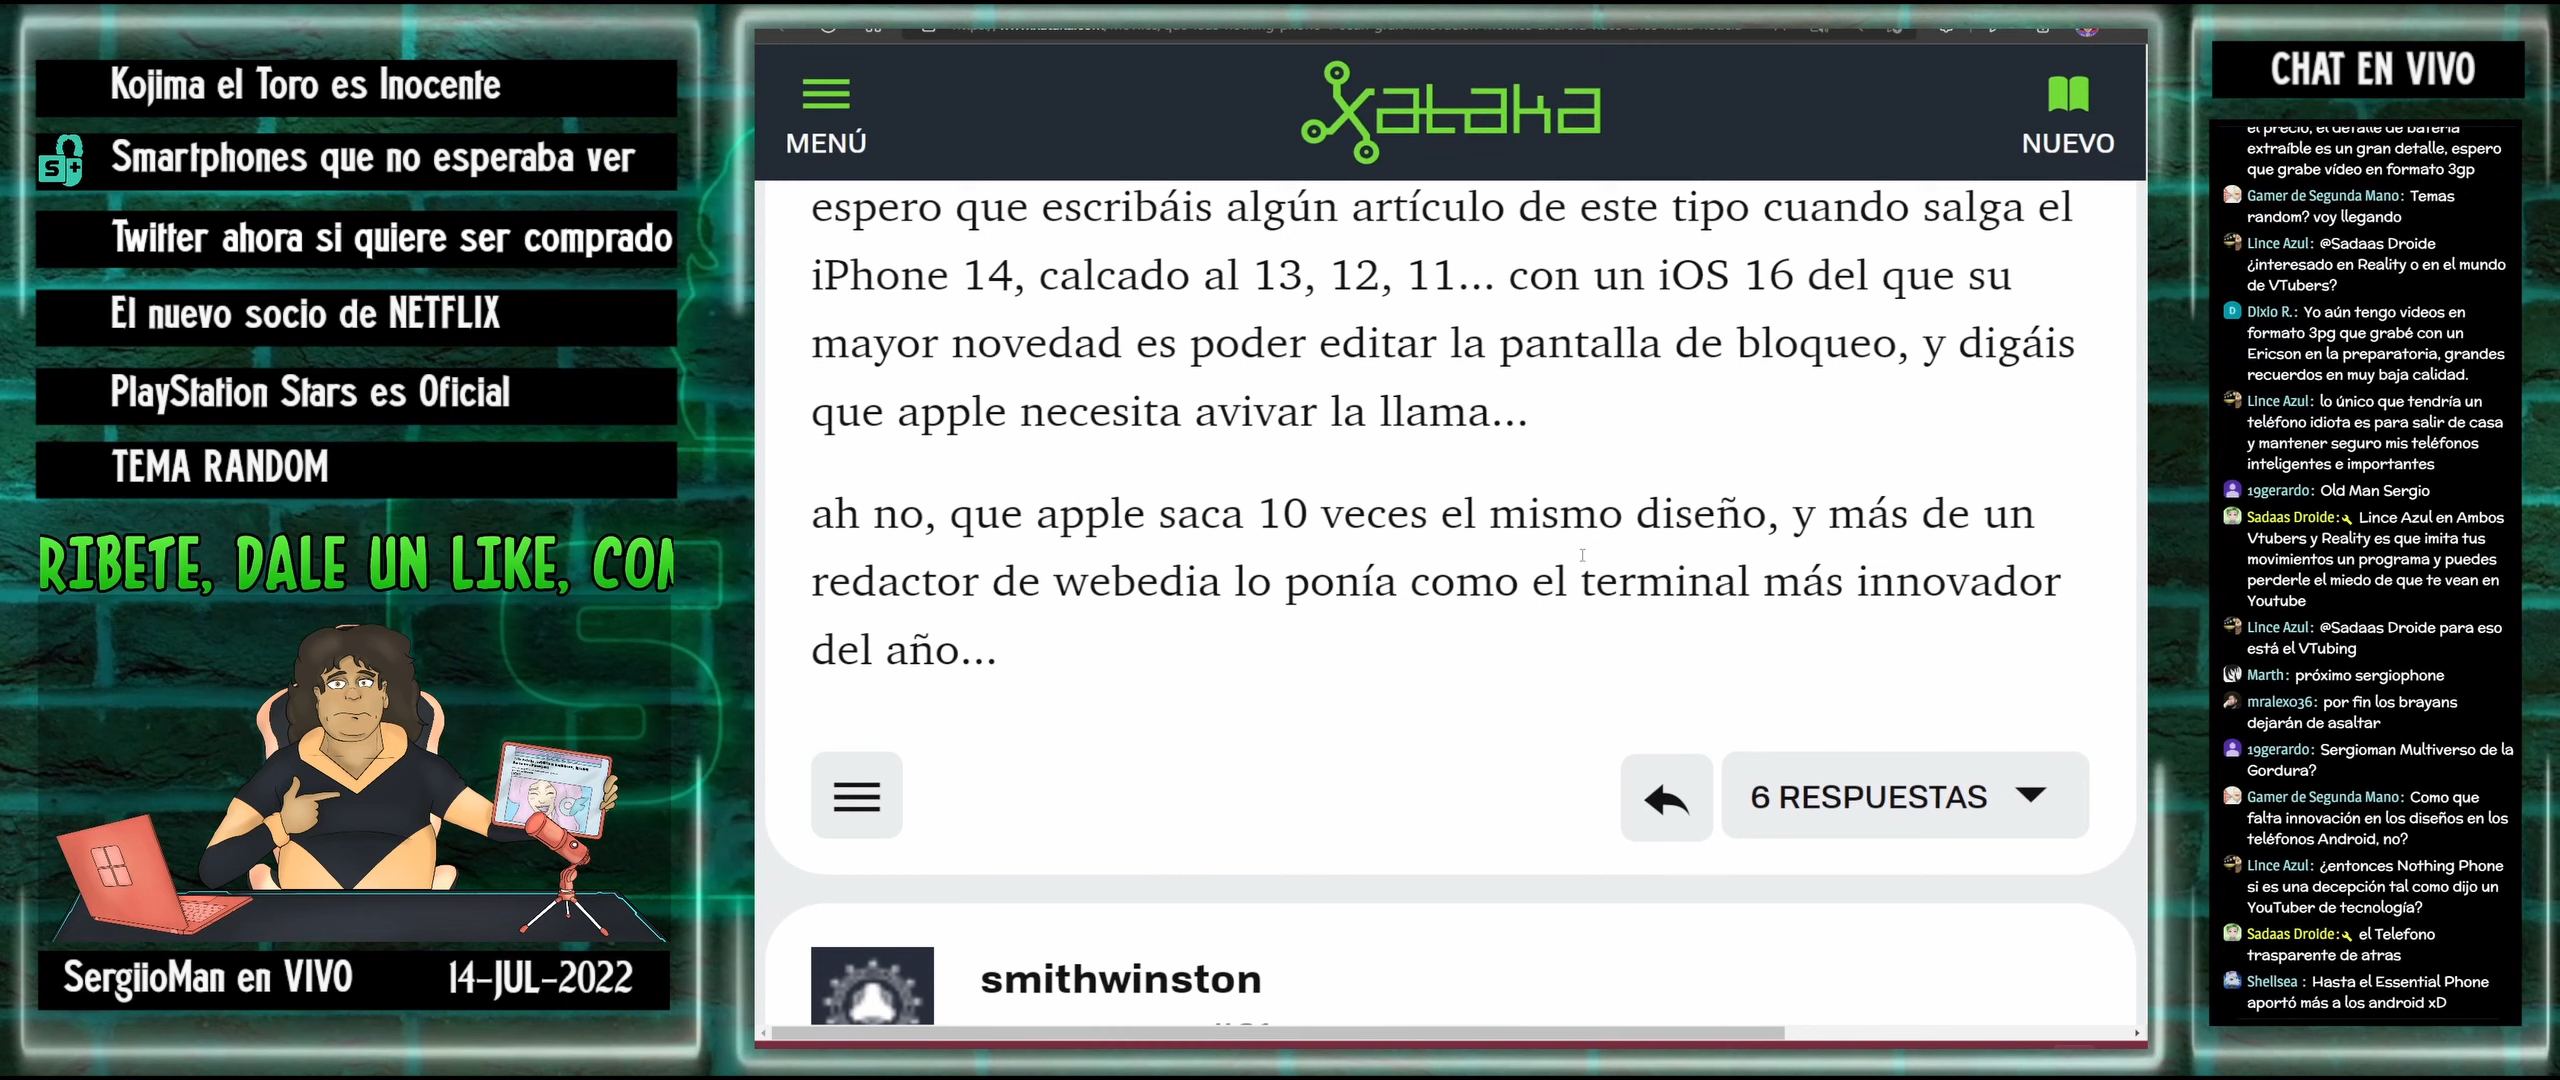 Kojima el Toro es Inocente
Smartphones que no esperaba ver
Twitter ahora si quiere ser comprado
El nuevo socio de NETFLIX
PlayStation Stars es Oficial
TEMA RANDOM
RIBETE, DALE UN LIKE, COM
SergiioMan en VIVO 14-JUL-2022
MENÚ
xataka
NUEVO
espero que escribáis algún artículo de este tipo cuando salga el
iPhone 14, calcado al 13, 12, 11... con un iOS 16 del que su
mayor novedad es poder editar la pantalla de bloqueo, y digáis
que apple necesita avivar la llama...
ah no, que apple saca 10 veces el mismo diseño, y más de un
redactor de webedia lo ponía como el terminal más innovador
del año...
6 RESPUESTAS
smithwinston
CHAT EN VIVO
el precio, el detalle de batería
extraíble es un gran detalle, espero
que grabe vídeo en formato 3gp
Gamer de Segunda Mano: Temas
random? voy llegando
Lince Azul: @Sadaas Droide
¿interesado en Reality o en el mundo
de VTubers?
Dixio R.: Yo aún tengo videos en
formato 3pg que grabé con un
Ericson en la preparatoria, grandes
recuerdos en muy baja calidad.
Lince Azul: lo único que tendría un
teléfono idiota es para salir de casa
y mantener seguro mis teléfonos
inteligentes e importantes
19gerardo: Old Man Sergio
Sadaas Droide: Lince Azul en Ambos
Vtubers y Reality es que imita tus
movimientos un programa y puedes
perderle el miedo de que te vean en
Youtube
Lince Azul: @Sadaas Droide para eso
está el VTubing
Marth: próximo sergiophone
mralex036: por fin los brayans
dejarán de asaltar
19gerardo: Sergioman Multiverso de la
Gordura?
Gamer de Segunda Mano: Como que
falta innovación en los diseños en los
teléfonos Android, no?
Lince Azul: ¿entonces Nothing Phone
si es una decepción tal como dijo un
YouTuber de tecnología?
Sadaas Droide: el Telefono
trasparente de atras
Shellsea : Hasta el Essential Phone
aportó más a los android xD